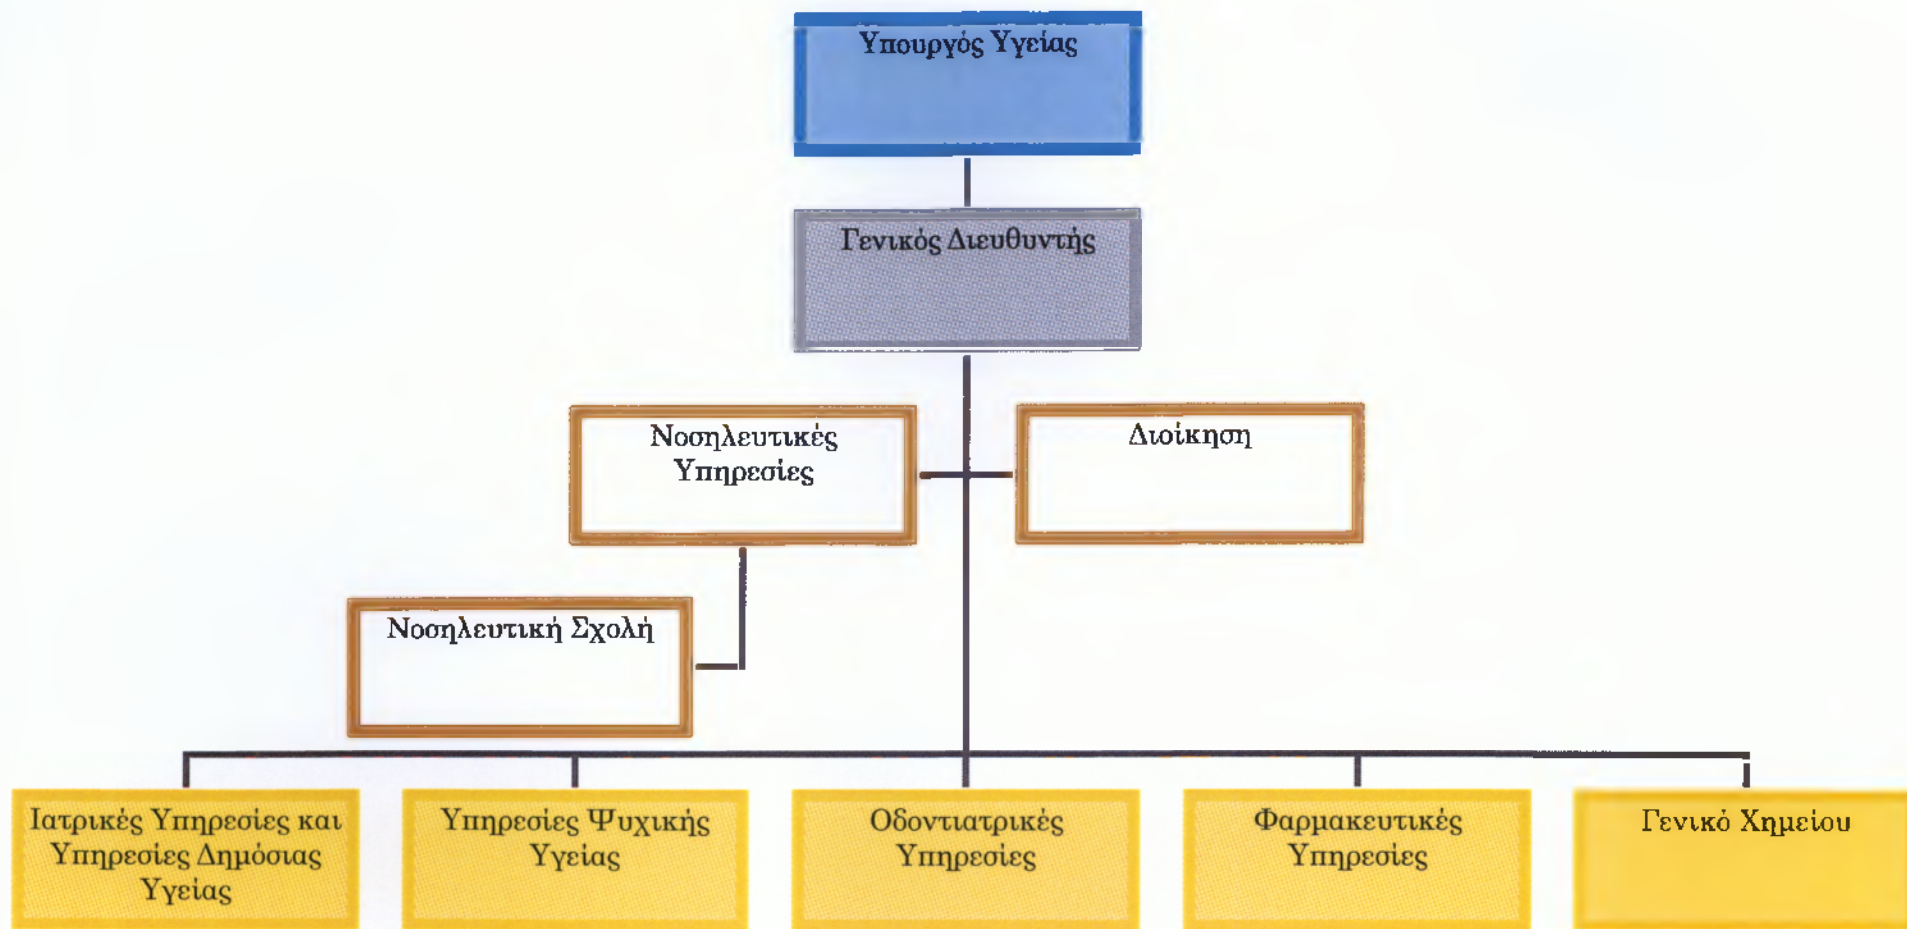 Υπουργός Υγείας
Γενικός Διευθυντής
Νοσηλευτικές
Υπηρεσίες
Διοίκηση
Νοσηλευτική Σχολή
Ιατρικές Υπηρεσίες και
Υπηρεσίες Δημόσιας
Υγείας
Υπηρεσίες Ψυχικής
Υγείας
Οδοντιατρικές
Υπηρεσίες
Φαρμακευτικές
Υπηρεσίες
Γενικό Χημείου